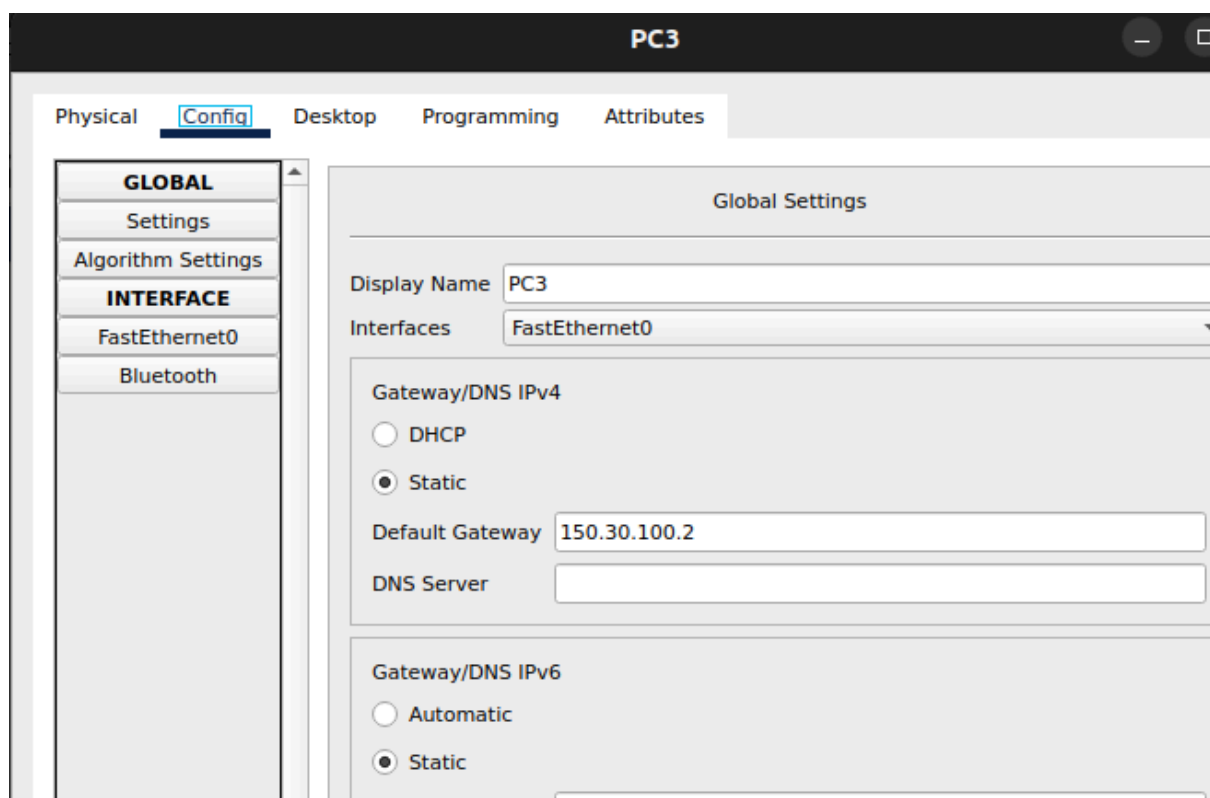 PC3
Physical Config Desktop Programming Attributes
GLOBAL
Settings
Algorithm Settings
INTERFACE
FastEthernet0
Bluetooth
Global Settings
Display Name PC3
Interfaces FastEthernet0
Gateway/DNS IPv4
DHCP
Static
Default Gateway 150.30.100.2
DNS Server
Gateway/DNS IPv6
Automatic
Static